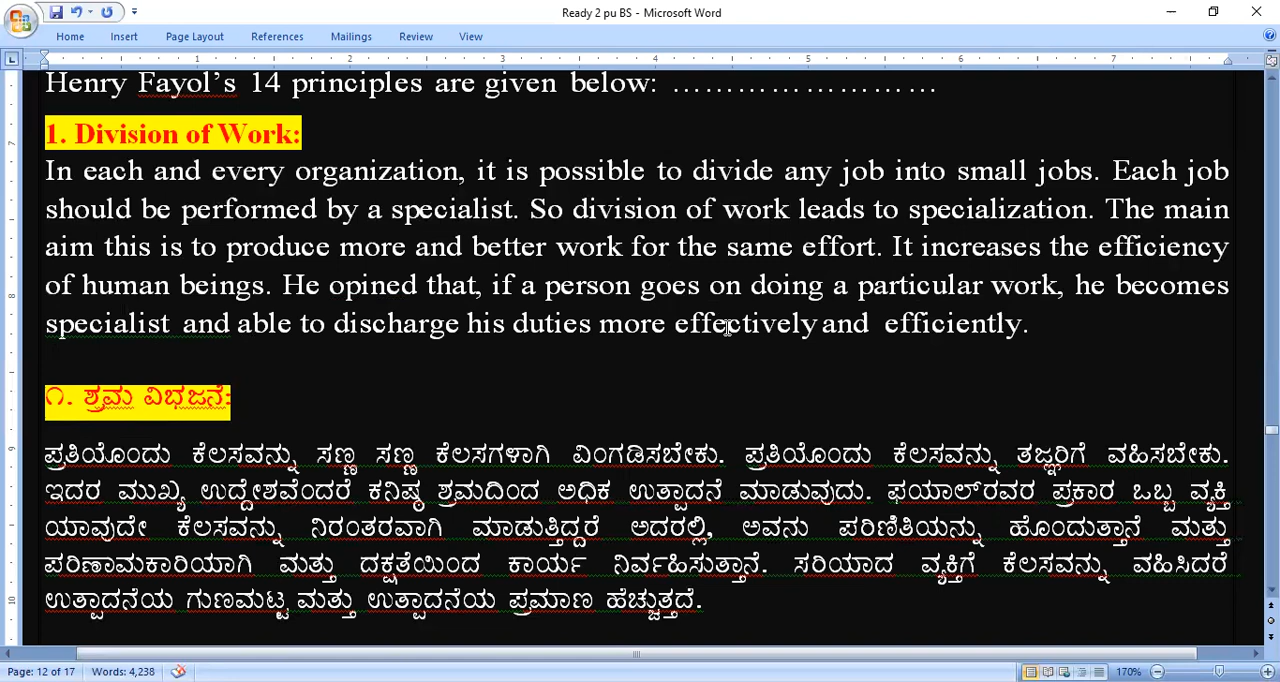 Ready 2 pu BS - Microsoft Word
Home Insert Page Layout References Mailings Review View
1 2 3 4 5 6 7
Henry Fayol’s 14 principles are given below: ……………………
1. Division of Work:
In each and every organization, it is possible to divide any job into small jobs. Each job
should be performed by a specialist. So division of work leads to specialization. The main
aim this is to produce more and better work for the same effort. It increases the efficiency
of human beings. He opined that, if a person goes on doing a particular work, he becomes
specialist and able to discharge his duties more effectively and efficiently.
೧. ಶ್ರಮ ವಿಭಜನೆ:
ಪ್ರತಿಯೊಂದು ಕೆಲಸವನ್ನು ಸಣ್ಣ ಸಣ್ಣ ಕೆಲಸಗಳಾಗಿ ವಿಂಗಡಿಸಬೇಕು. ಪ್ರತಿಯೊಂದು ಕೆಲಸವನ್ನು ತಜ್ಞರಿಗೆ ವಹಿಸಬೇಕು.
ಇದರ ಮುಖ್ಯ ಉದ್ದೇಶವೆಂದರೆ ಕನಿಷ್ಠ ಶ್ರಮದಿಂದ ಅಧಿಕ ಉತ್ಪಾದನೆ ಮಾಡುವುದು. ಫಯಾಲ್‌ರವರ ಪ್ರಕಾರ ಒಬ್ಬ ವ್ಯಕ್ತಿ
ಯಾವುದೇ ಕೆಲಸವನ್ನು ನಿರಂತರವಾಗಿ ಮಾಡುತ್ತಿದ್ದರೆ ಅದರಲ್ಲಿ, ಅವನು ಪರಿಣಿತಿಯನ್ನು ಹೊಂದುತ್ತಾನೆ ಮತ್ತು
ಪರಿಣಾಮಕಾರಿಯಾಗಿ ಮತ್ತು ದಕ್ಷತೆಯಿಂದ ಕಾರ್ಯ ನಿರ್ವಹಿಸುತ್ತಾನೆ. ಸರಿಯಾದ ವ್ಯಕ್ತಿಗೆ ಕೆಲಸವನ್ನು ವಹಿಸಿದರೆ
ಉತ್ಪಾದನೆಯ ಗುಣಮಟ್ಟ ಮತ್ತು ಉತ್ಪಾದನೆಯ ಪ್ರಮಾಣ ಹೆಚ್ಚುತ್ತದೆ.
Page: 12 of 17 Words: 4,238 170%